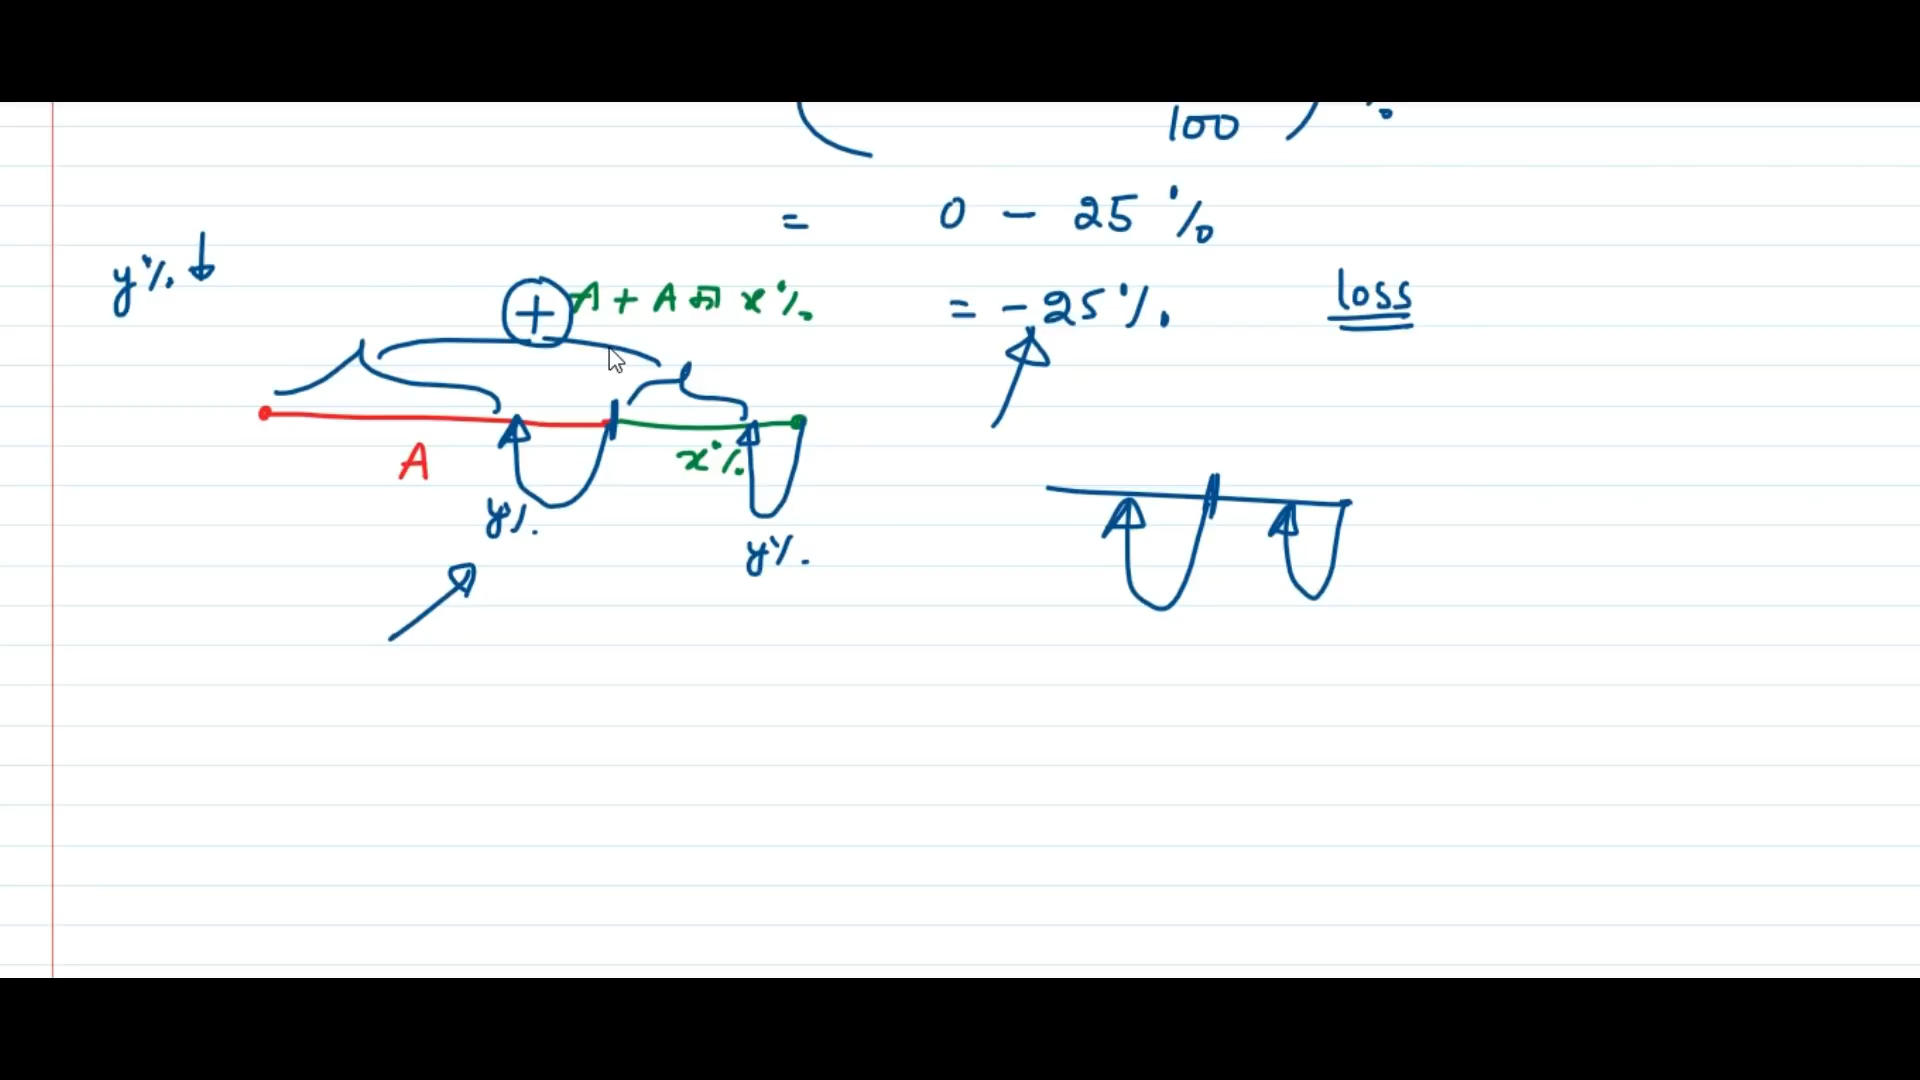 100 ) %
= 0 - 25 %
y% ↓
+ A + A का x%
= - 25 % loss
A
x%
y%
y%